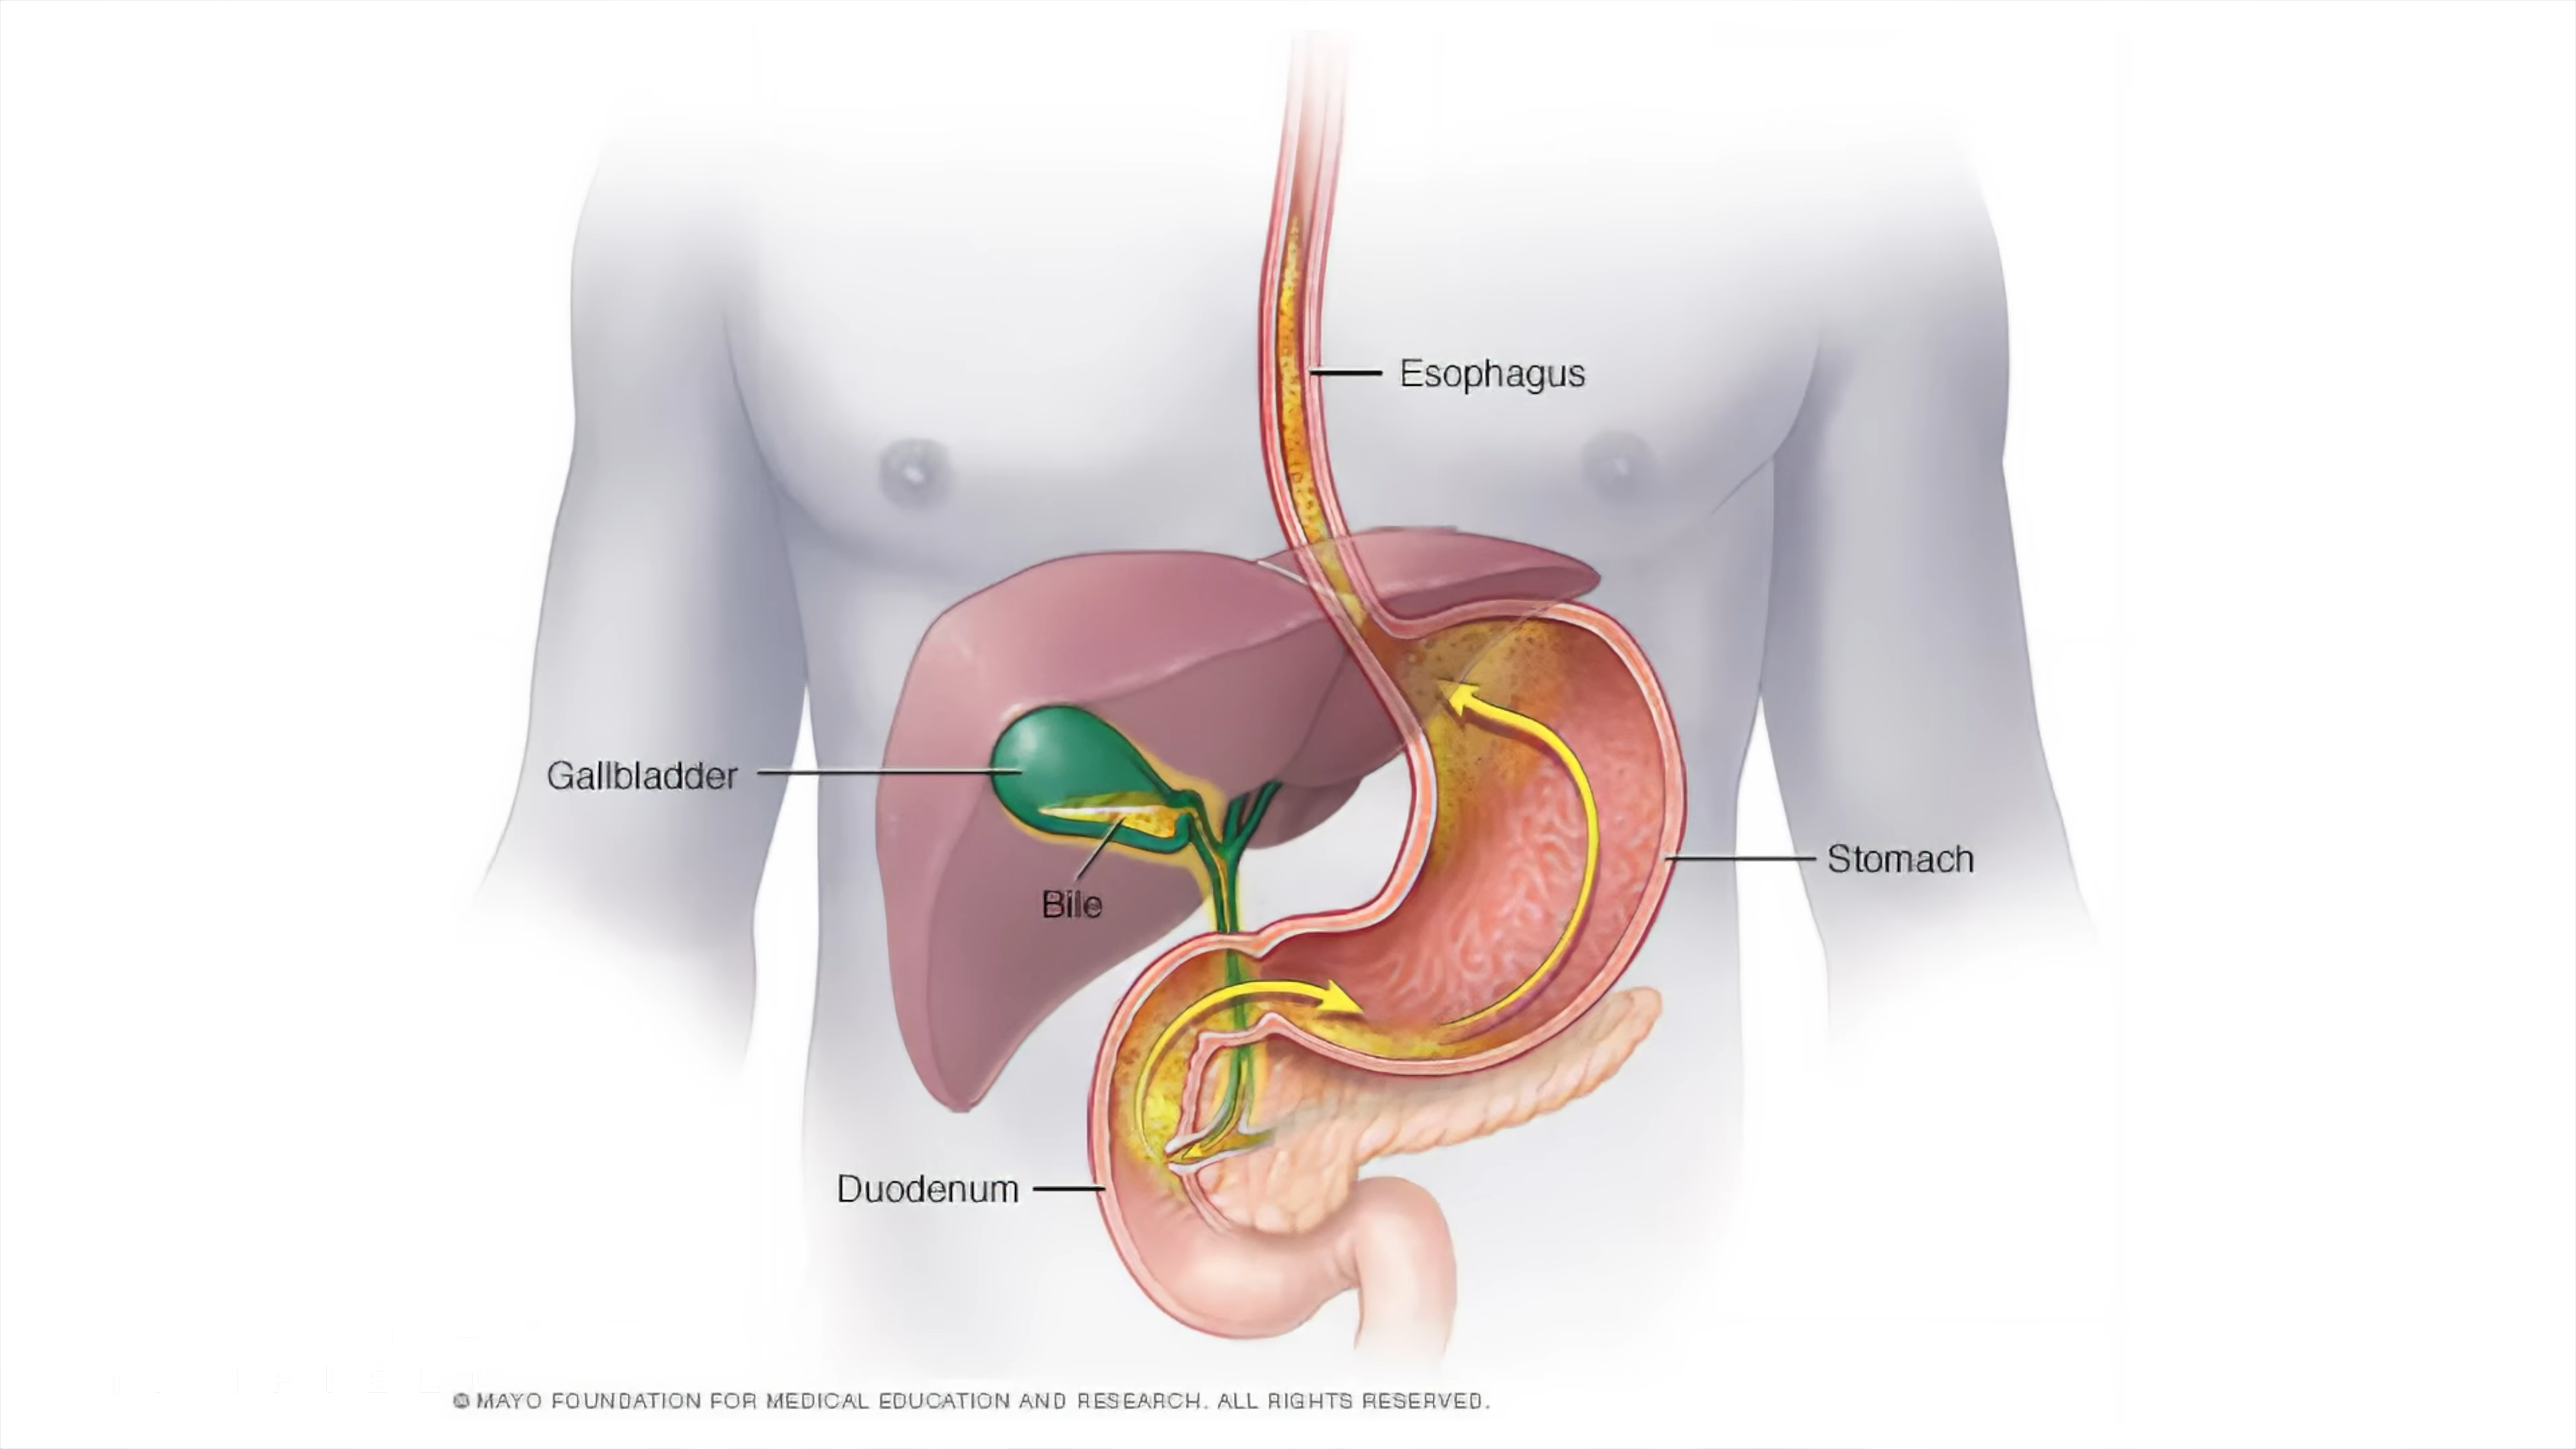 Esophagus
Gallbladder
Stomach
Bile
Duodenum
© MAYO FOUNDATION FOR MEDICAL EDUCATION AND RESEARCH. ALL RIGHTS RESERVED.